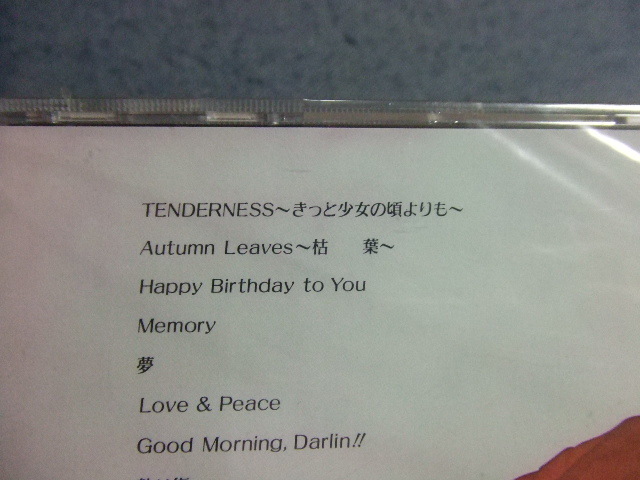 TENDERNESS～きっと少女の頃よりも～
Autumn Leaves～枯　葉～
Happy Birthday to You
Memory
夢
Love & Peace
Good Morning, Darlin!!